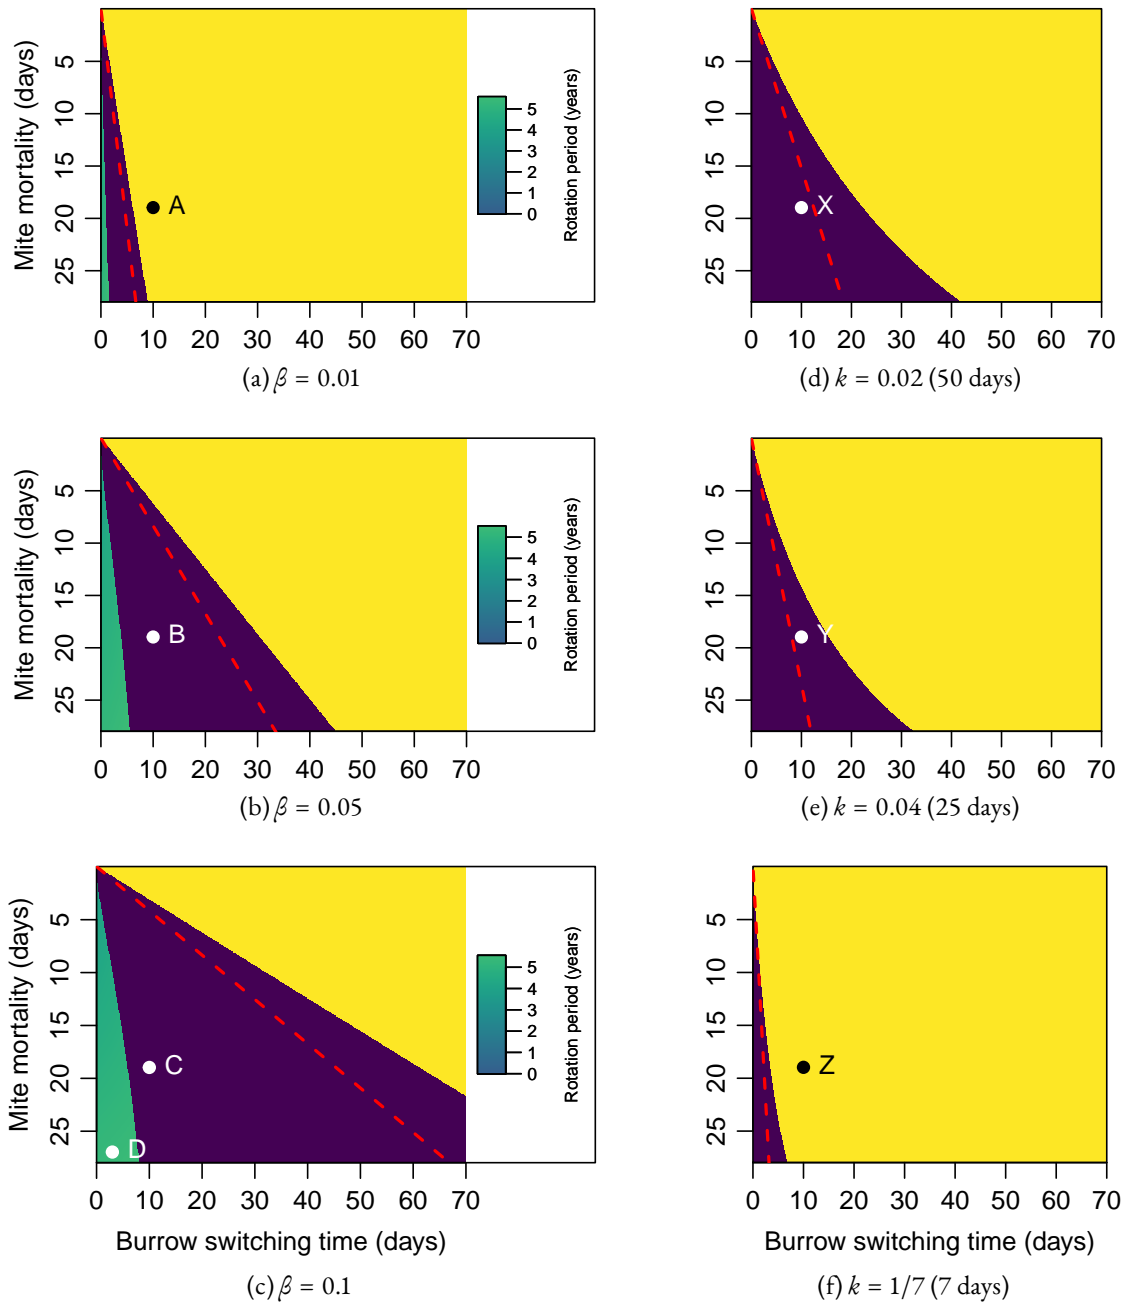 Mite mortality (days)
5
10
15
20
25
A
0 10 20 30 40 50 60 70
5
4
3
2
1
0
Rotation period (years)
(a) β = 0.01
5
10
15
20
25
X
0 10 20 30 40 50 60 70
(d) k = 0.02 (50 days)
Mite mortality (days)
5
10
15
20
25
B
0 10 20 30 40 50 60 70
5
4
3
2
1
0
Rotation period (years)
(b) β = 0.05
5
10
15
20
25
Y
0 10 20 30 40 50 60 70
(e) k = 0.04 (25 days)
Mite mortality (days)
5
10
15
20
25
C
D
0 10 20 30 40 50 60 70
Burrow switching time (days)
5
4
3
2
1
0
Rotation period (years)
(c) β = 0.1
5
10
15
20
25
Z
0 10 20 30 40 50 60 70
Burrow switching time (days)
(f) k = 1/7 (7 days)